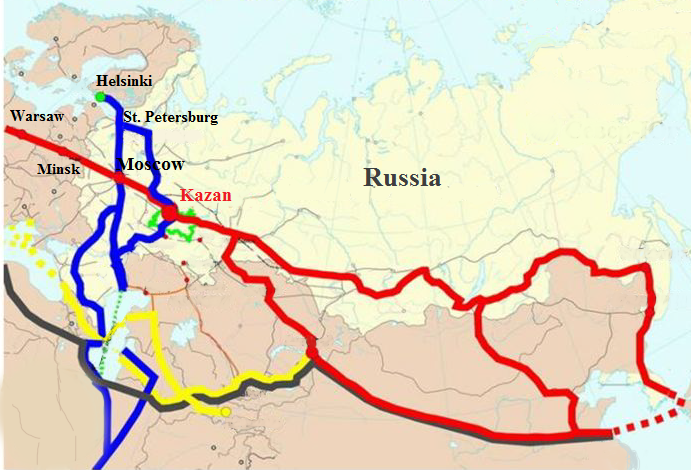 Helsinki
Warsaw
St. Petersburg
Minsk
Moscow
Kazan
Russia